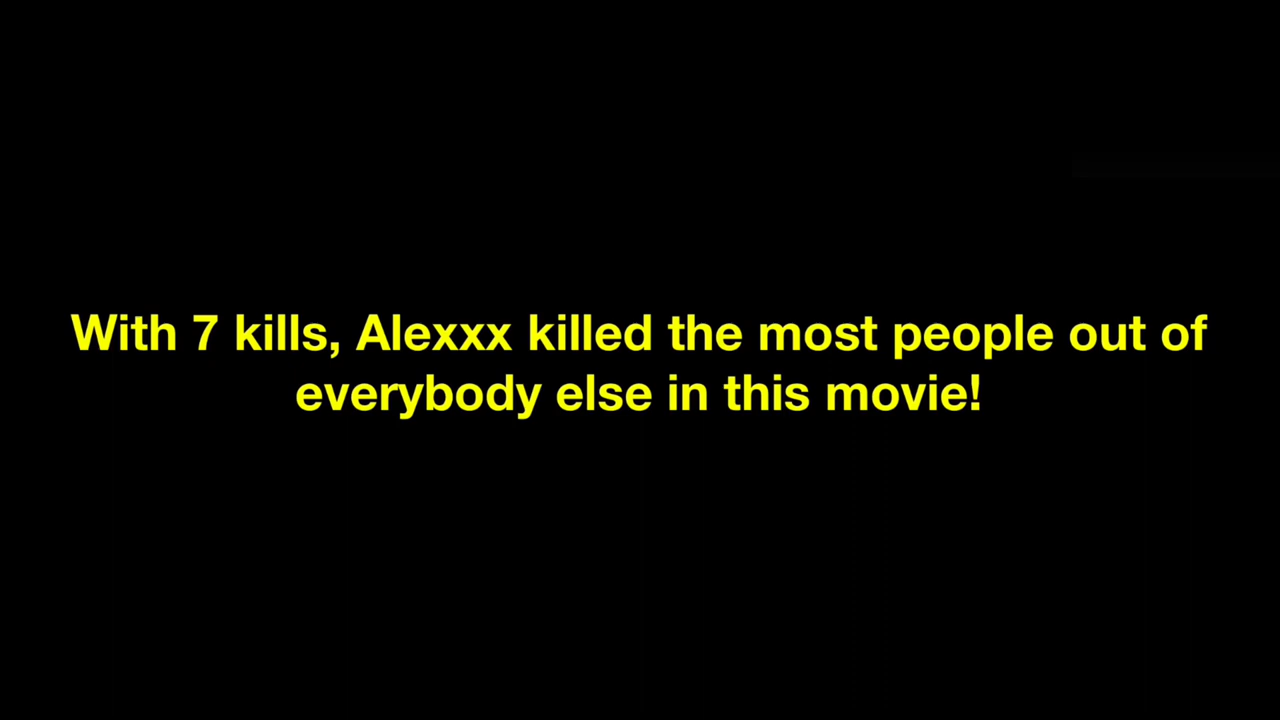 With 7 kills, Alexxx killed the most people out of
everybody else in this movie!